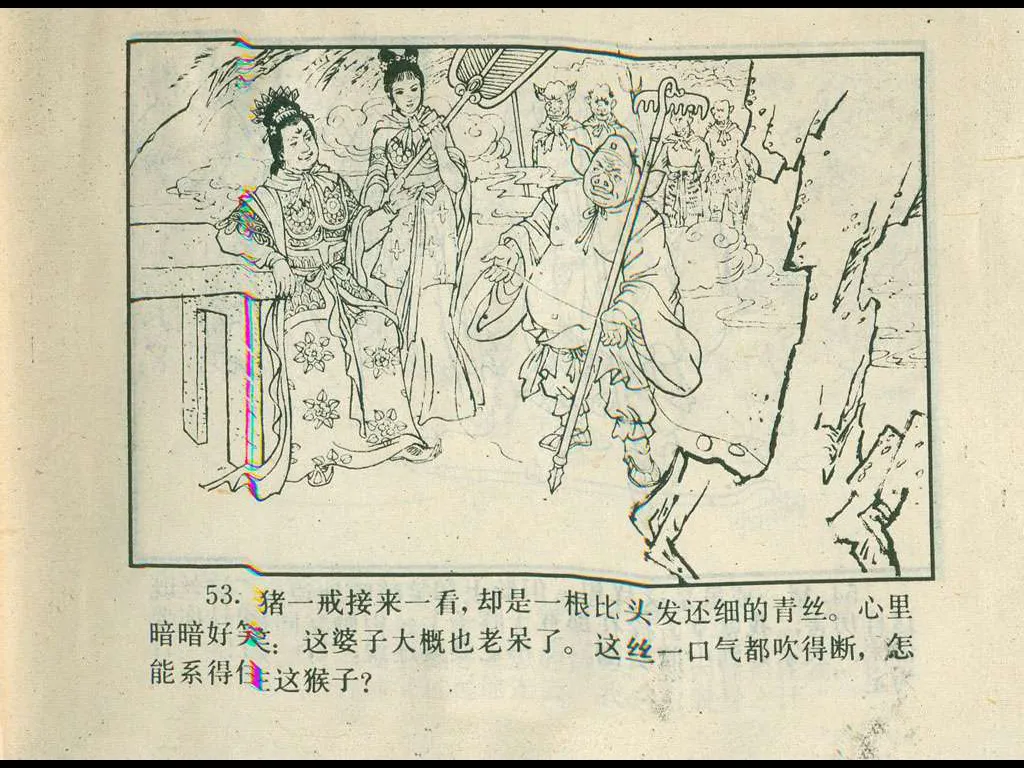 53. 猪一戒接来一看,却是一根比头发还细的青丝。心里
暗暗好笑: 这婆子大概也老呆了。这丝一口气都吹得断,怎
能系得住这猴子?